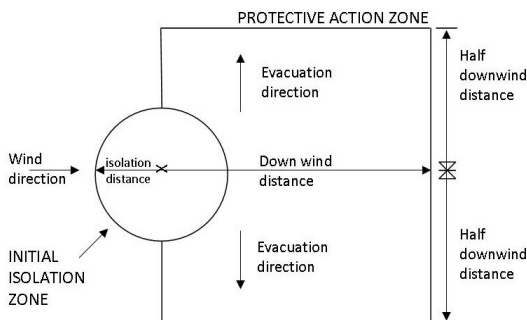 PROTECTIVE ACTION ZONE
Evacuation
direction
Half
downwind
distance
Wind
direction
isolation
distance
Down wind
distance
INITIAL
ISOLATION
ZONE
Evacuation
direction
Half
downwind
distance